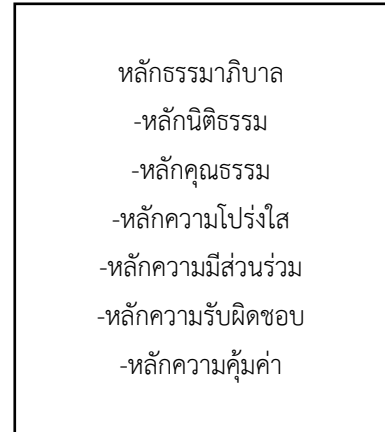 หลักธรรมาภิบาล
-หลักนิติธรรม
-หลักคุณธรรม
-หลักความโปร่งใส
-หลักความมีส่วนร่วม
-หลักความรับผิดชอบ
-หลักความคุ้มค่า